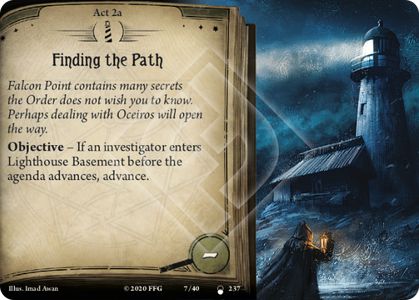 Act 2a
Finding the Path
Falcon Point contains many secrets
the Order does not wish you to know.
Perhaps dealing with Oceiros will open
the way.
Objective – If an investigator enters
Lighthouse Basement before the
agenda advances, advance.
–
Illus. Imad Awan
© 2020 FFG
7/40
237